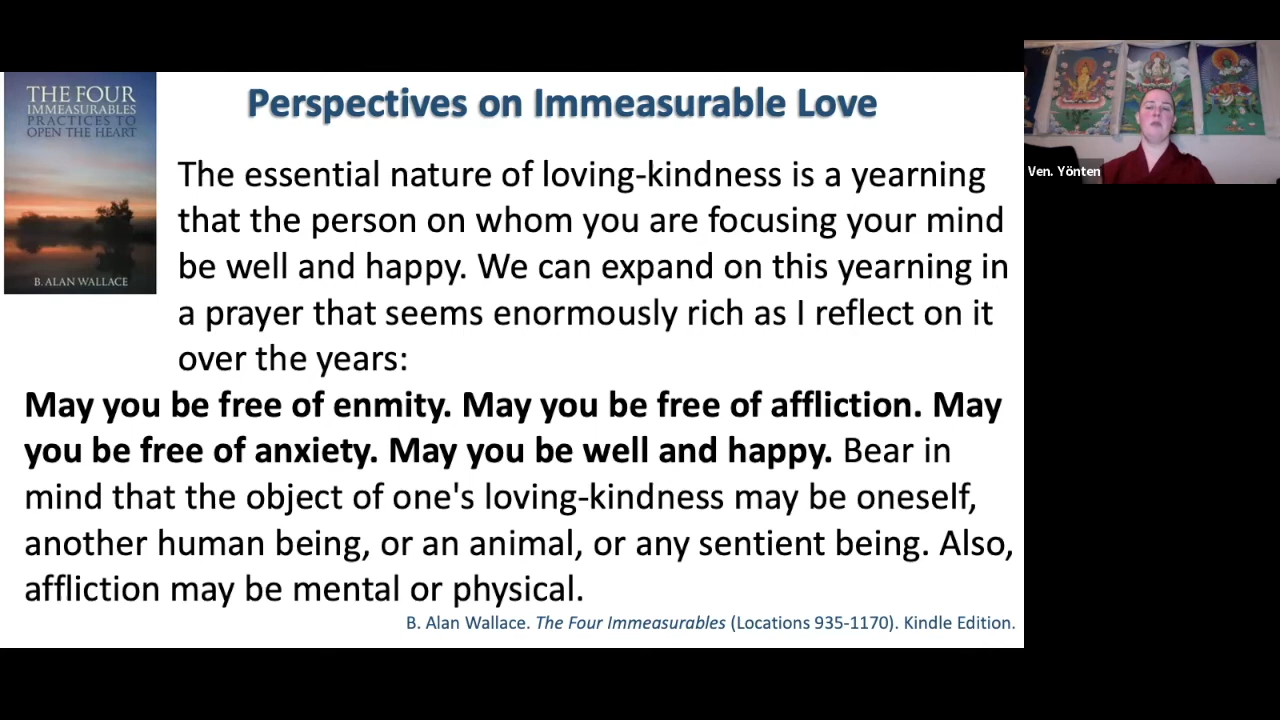 THE FOUR
IMMEASURABLES
PRACTICES TO
OPEN THE HEART
B. ALAN WALLACE
Perspectives on Immeasurable Love
The essential nature of loving-kindness is a yearning
that the person on whom you are focusing your mind
be well and happy. We can expand on this yearning in
a prayer that seems enormously rich as I reflect on it
over the years:
May you be free of enmity. May you be free of affliction. May
you be free of anxiety. May you be well and happy. Bear in
mind that the object of one's loving-kindness may be oneself,
another human being, or an animal, or any sentient being. Also,
affliction may be mental or physical.
B. Alan Wallace. The Four Immeasurables (Locations 935-1170). Kindle Edition.
Ven. Yönten